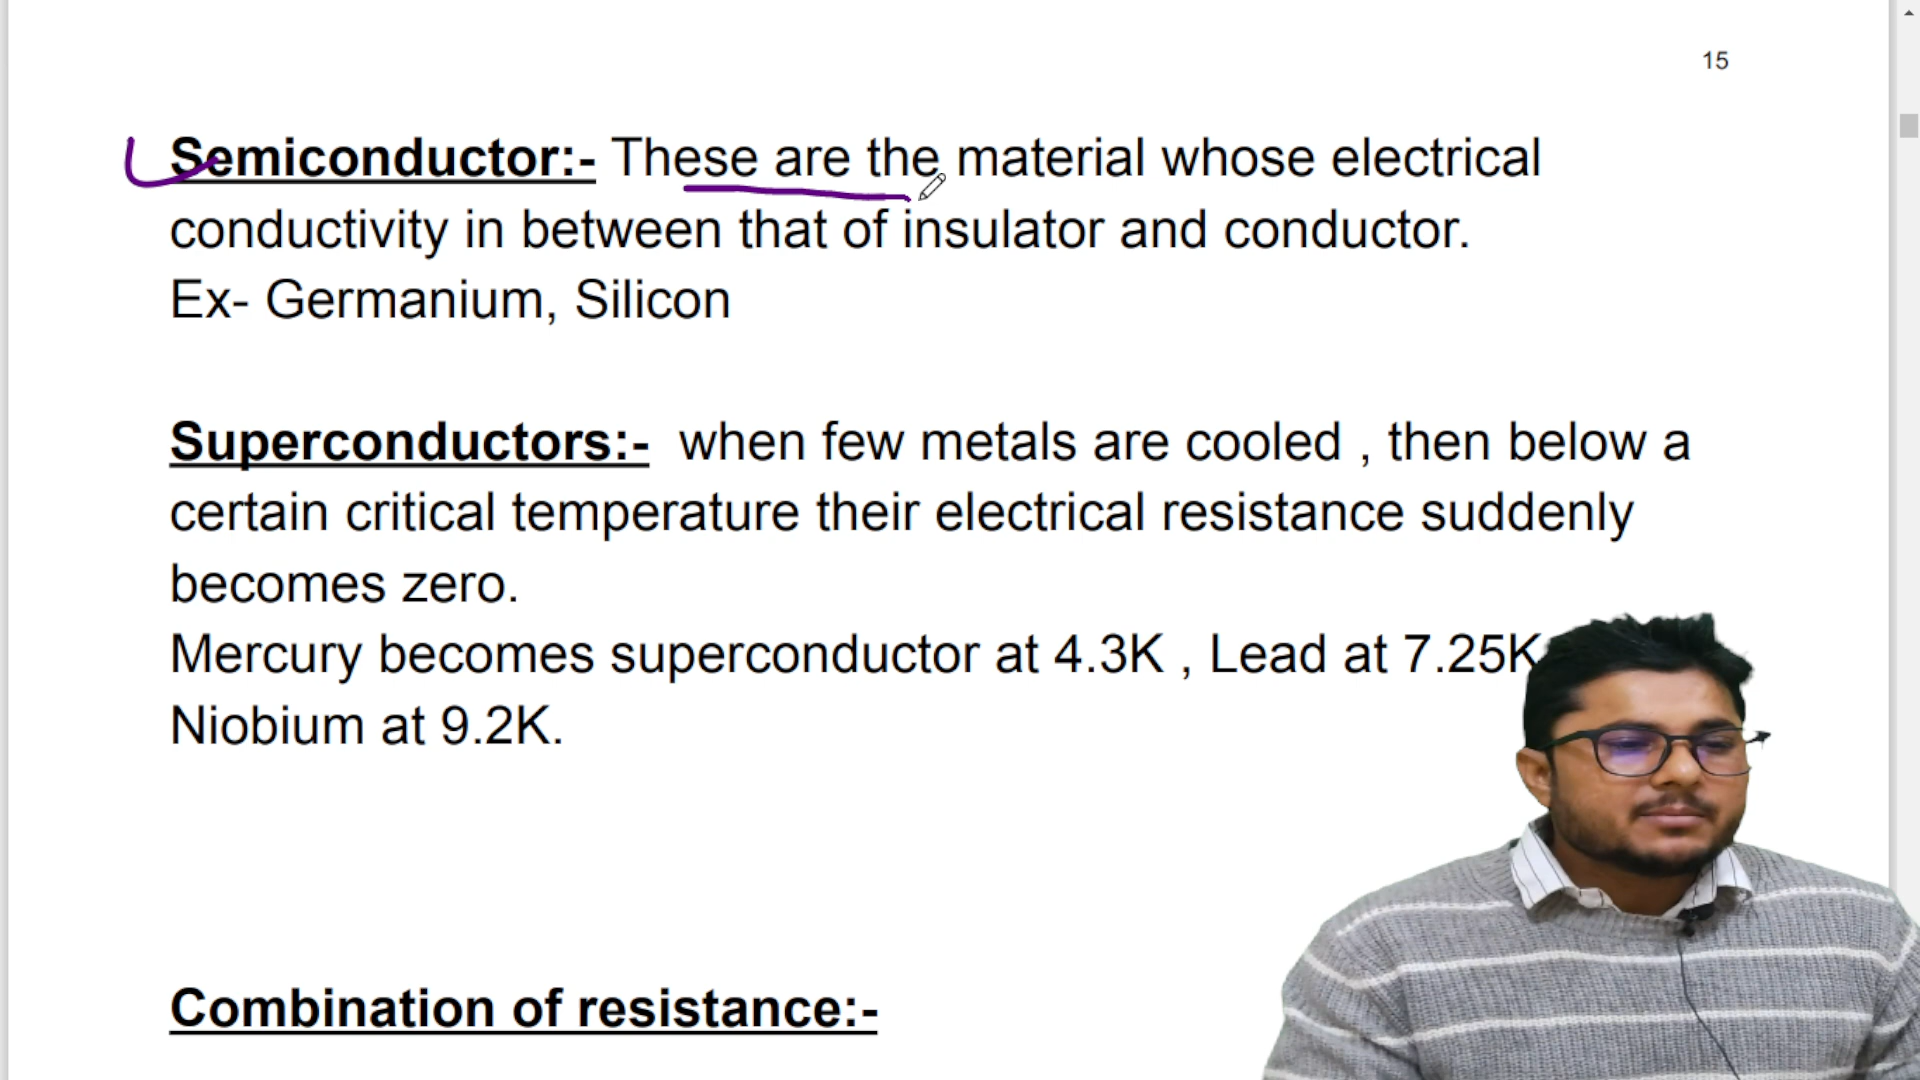 15
Semiconductor:- These are the material whose electrical
conductivity in between that of insulator and conductor.
Ex- Germanium, Silicon
Superconductors:- when few metals are cooled , then below a
certain critical temperature their electrical resistance suddenly
becomes zero.
Mercury becomes superconductor at 4.3K , Lead at 7.25K
Niobium at 9.2K.
Combination of resistance:-